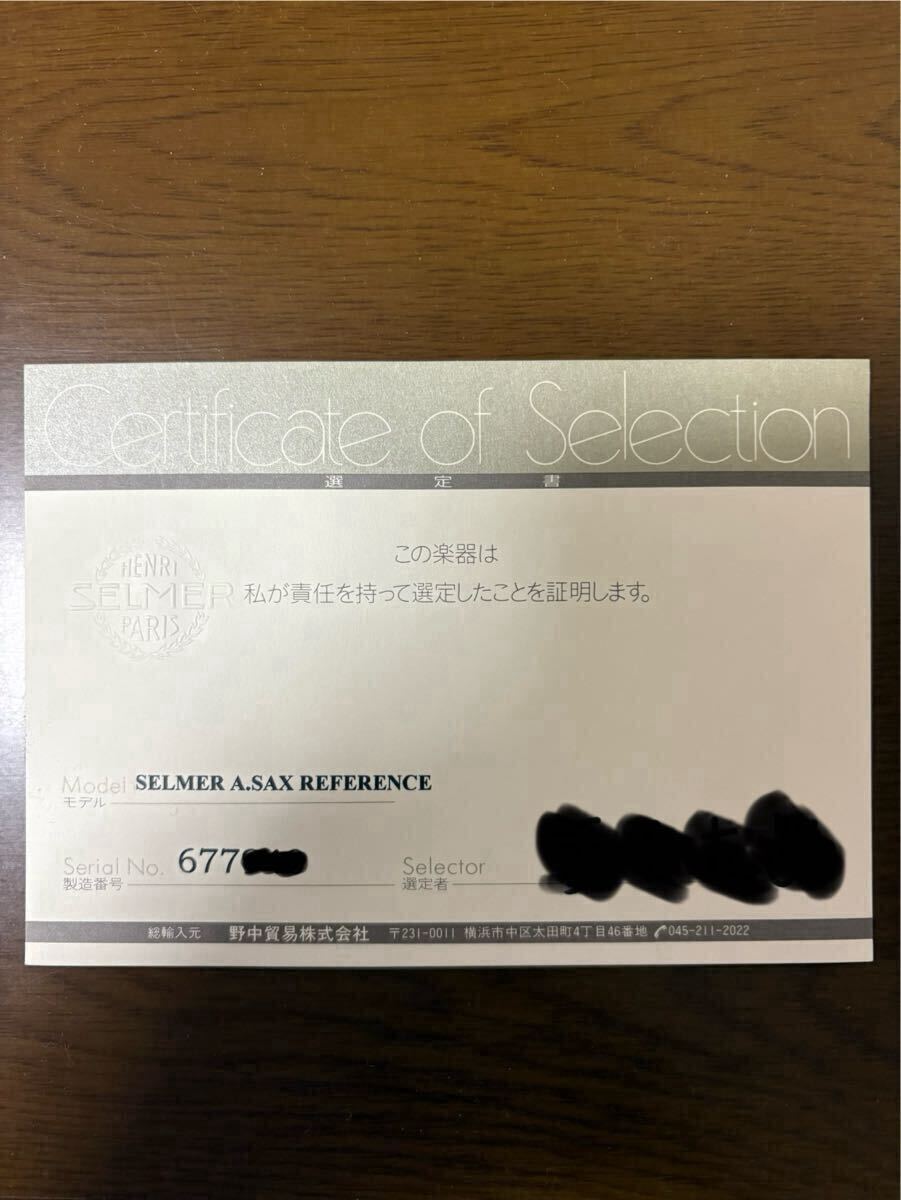 Certificate of Selection
選 定 書
この楽器は
私が責任を持って選定したことを証明します。
HENRI
SELMER
PARIS
Model SELMER A.SAX REFERENCE
モデル
Serial No. 677
製造番号
Selector
選定者
総輸入元 野中貿易株式会社 〒231-0011 横浜市中区太田町4丁目46番地 045-211-2022